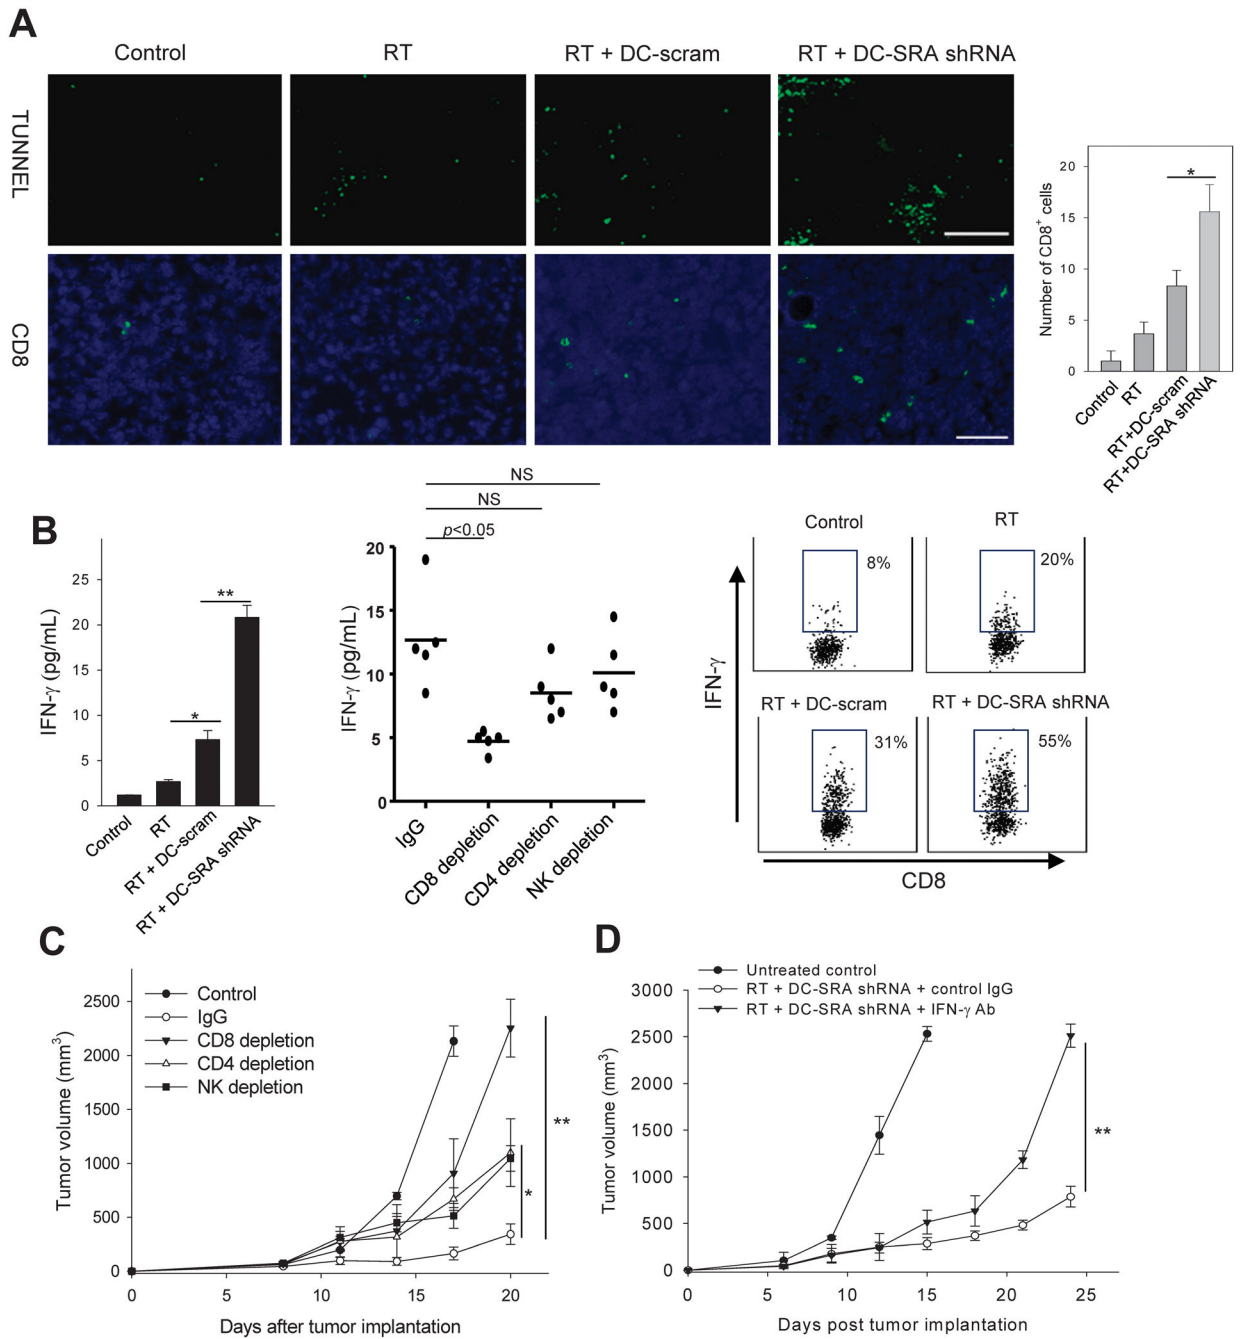 A
Control
RT
RT + DC-scram
RT + DC-SRA shRNA
TUNNEL
CD8
Number of CD8+ cells
20
15
10
5
0
*
Control
RT
RT+DC-scram
RT+DC-SRA shRNA
B
IFN-γ (pg/mL)
25
20
15
10
5
0
*
**
Control
RT
RT + DC-scram
RT + DC-SRA shRNA
NS
NS
p<0.05
IFN-γ (pg/mL)
20
15
10
5
0
IgG
CD8 depletion
CD4 depletion
NK depletion
Control
RT
8%
20%
RT + DC-scram
RT + DC-SRA shRNA
31%
55%
IFN-γ
CD8
C
Control
IgG
CD8 depletion
CD4 depletion
NK depletion
Tumor volume (mm3)
2500
2000
1500
1000
500
0
**
*
0
5
10
15
20
Days after tumor implantation
D
Untreated control
RT + DC-SRA shRNA + control IgG
RT + DC-SRA shRNA + IFN-γ Ab
Tumor volume (mm3)
3000
2500
2000
1500
1000
500
0
**
0
5
10
15
20
25
Days post tumor implantation